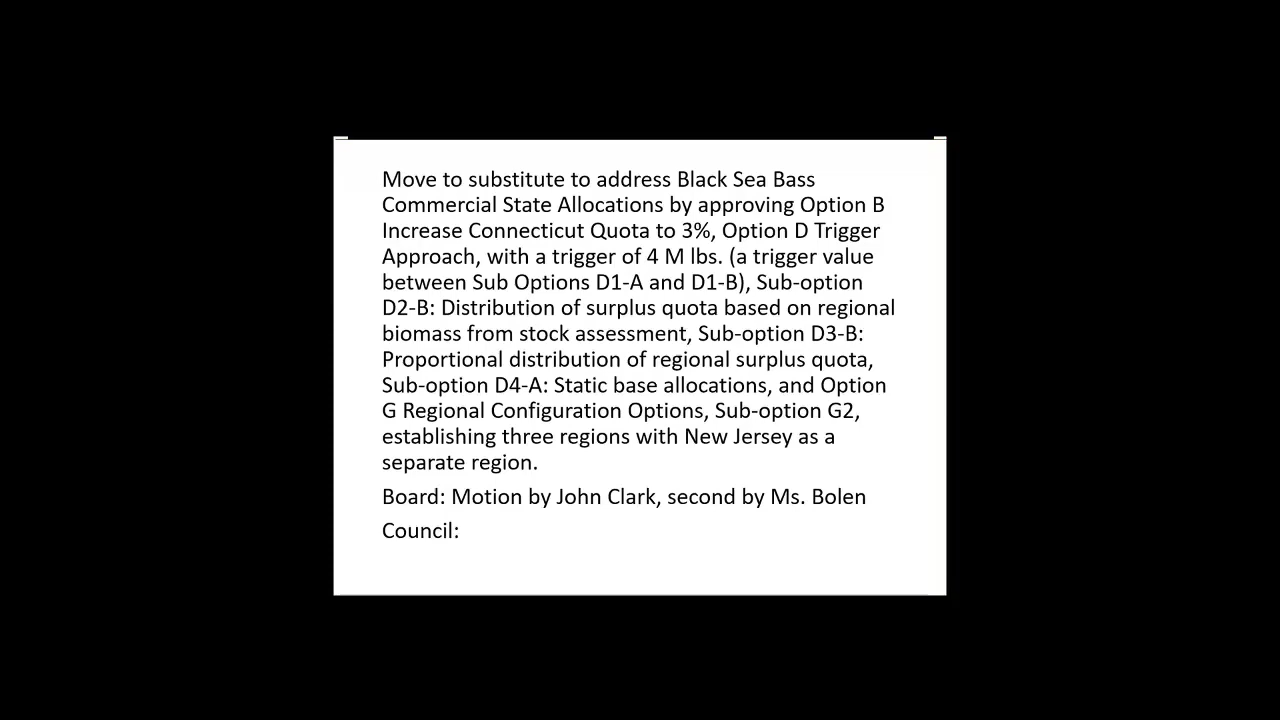 Move to substitute to address Black Sea Bass
Commercial State Allocations by approving Option B
Increase Connecticut Quota to 3%, Option D Trigger
Approach, with a trigger of 4 M lbs. (a trigger value
between Sub Options D1-A and D1-B), Sub-option
D2-B: Distribution of surplus quota based on regional
biomass from stock assessment, Sub-option D3-B:
Proportional distribution of regional surplus quota,
Sub-option D4-A: Static base allocations, and Option
G Regional Configuration Options, Sub-option G2,
establishing three regions with New Jersey as a
separate region.
Board: Motion by John Clark, second by Ms. Bolen
Council: